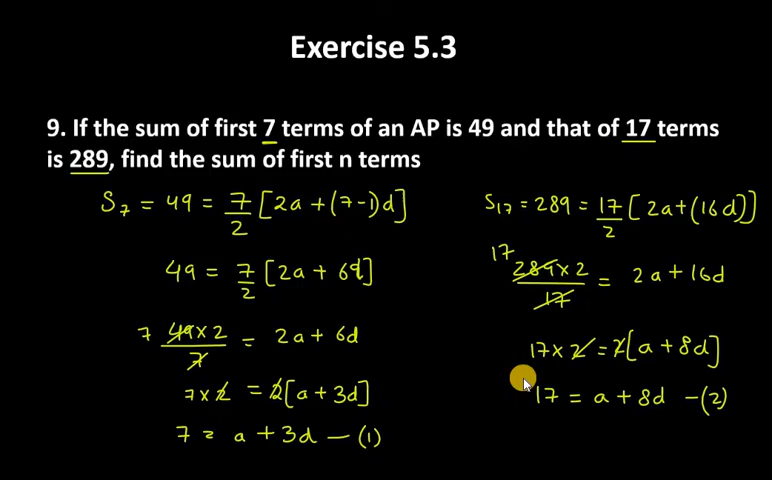 Exercise 5.3
9. If the sum of first 7 terms of an AP is 49 and that of 17 terms
is 289, find the sum of first n terms
S₇ = 49 = 7/2 [2a + (7-1)d]
49 = 7/2 [2a + 6d]
7 49×2/7 = 2a + 6d
7×2 = 2[a + 3d]
7 = a + 3d — (1)
S₁₇ = 289 = 17/2 [2a+(16d)]
17 289×2/17 = 2a+16d
17×2 = 2[a + 8d]
17 = a + 8d -(2)